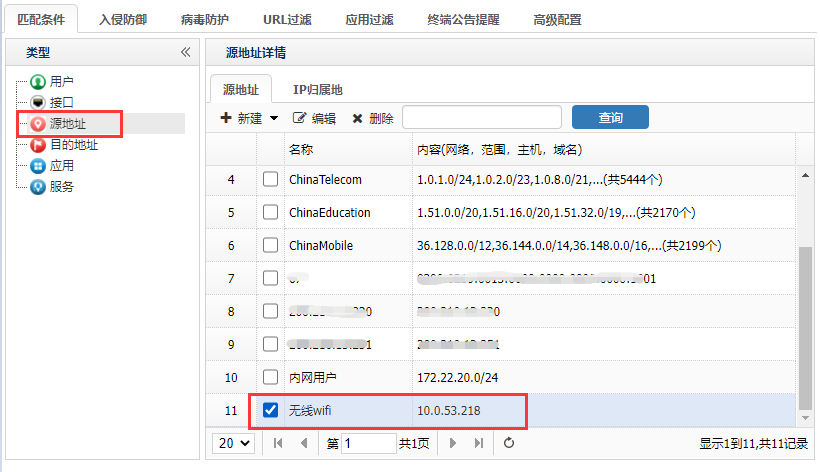 匹配条件 入侵防御 病毒防护 URL过滤 应用过滤 终端公告提醒 高级配置
类型
用户
接口
源地址
目的地址
应用
服务
源地址详情
源地址 IP归属地
新建 编辑 删除 查询
名称 内容(网络，范围，主机，域名)
4 ChinaTelecom 1.0.1.0/24,1.0.2.0/23,1.0.8.0/21,...(共5444个)
5 ChinaEducation 1.51.0.0/20,1.51.16.0/20,1.51.32.0/19,...(共2170个)
6 ChinaMobile 36.128.0.0/12,36.144.0.0/14,36.148.0.0/16,...(共2199个)
7
8
9
10 内网用户 172.22.20.0/24
11 无线wifi 10.0.53.218
20 第 1 共1页 显示1到11,共11记录